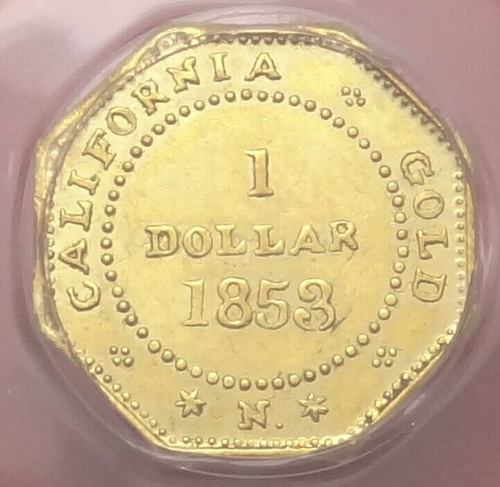 CALIFORNIA GOLD
1
DOLLAR
1853
* N. *